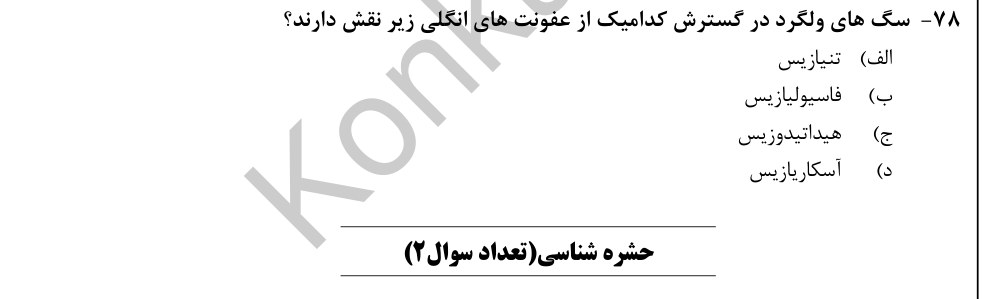 ۷۸- سگ های ولگرد در گسترش کدامیک از عفونت های انگلی زیر نقش دارند؟
الف) تنیازیس
ب) فاسیولیازیس
ج) هیداتیدوزیس
د) آسکاریازیس
حشره شناسی(تعداد سوال۲)